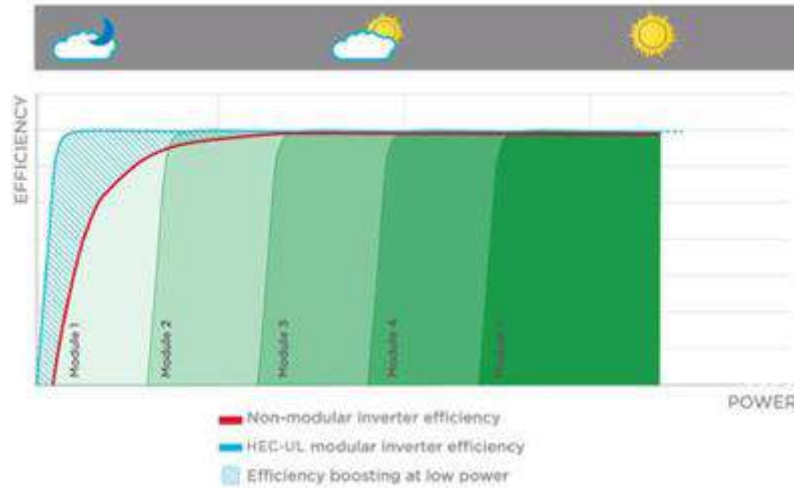 EFFICIENCY
Module 1
Module 2
Module 3
Module 4
Module
POWER
Non-modular inverter efficiency
HEC-UL modular inverter efficiency
Efficiency boosting at low power